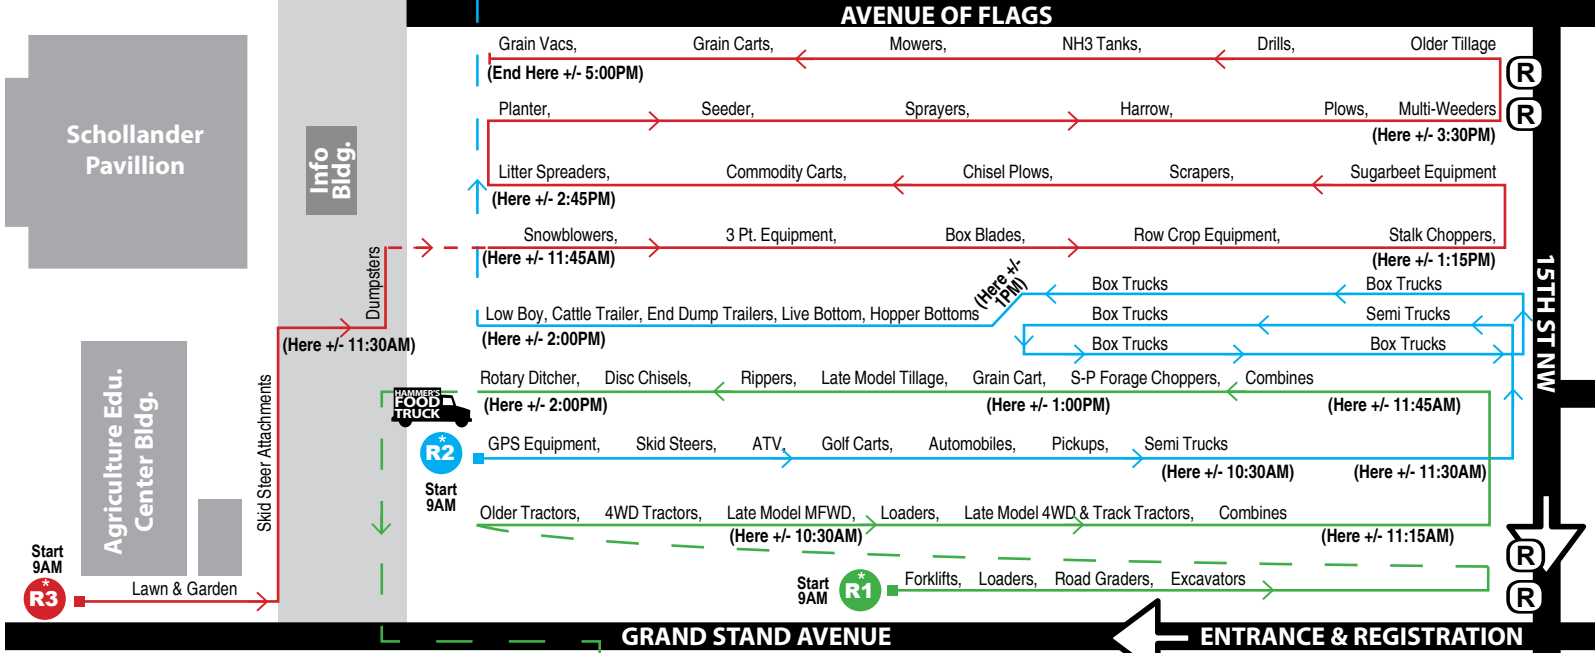 AVENUE OF FLAGS
Grain Vacs, Grain Carts, Mowers, NH3 Tanks, Drills, Older Tillage
(End Here +/- 5:00PM)
R
Planter, Seeder, Sprayers, Harrow, Plows, Multi-Weeders
R
(Here +/- 3:30PM)
Schollander
Pavillion
Info
Bldg.
Litter Spreaders, Commodity Carts, Chisel Plows, Scrapers, Sugarbeet Equipment
(Here +/- 2:45PM)
Snowblowers, 3 Pt. Equipment, Box Blades, Row Crop Equipment, Stalk Choppers,
(Here +/- 11:45AM)
(Here +/- 1:15PM)
Dumpsters
(Here +/-
1PM)
Box Trucks Box Trucks
Low Boy, Cattle Trailer, End Dump Trailers, Live Bottom, Hopper Bottoms
Box Trucks Semi Trucks
(Here +/- 2:00PM)
Box Trucks Box Trucks
15TH ST NW
(Here +/- 11:30AM)
Rotary Ditcher, Disc Chisels, Rippers, Late Model Tillage, Grain Cart, S-P Forage Choppers, Combines
(Here +/- 2:00PM) (Here +/- 1:00PM) (Here +/- 11:45AM)
HAMMER'S
FOOD
TRUCK
Agriculture Edu.
Center Bldg.
Skid Steer Attachments
*
R2
Start
9AM
GPS Equipment, Skid Steers, ATV, Golf Carts, Automobiles, Pickups, Semi Trucks
(Here +/- 10:30AM) (Here +/- 11:30AM)
Older Tractors, 4WD Tractors, Late Model MFWD, Loaders, Late Model 4WD & Track Tractors, Combines
(Here +/- 10:30AM) (Here +/- 11:15AM)
R
Start
9AM
*
R3
Lawn & Garden
Start
9AM
*
R1
Forklifts, Loaders, Road Graders, Excavators
R
GRAND STAND AVENUE
ENTRANCE & REGISTRATION